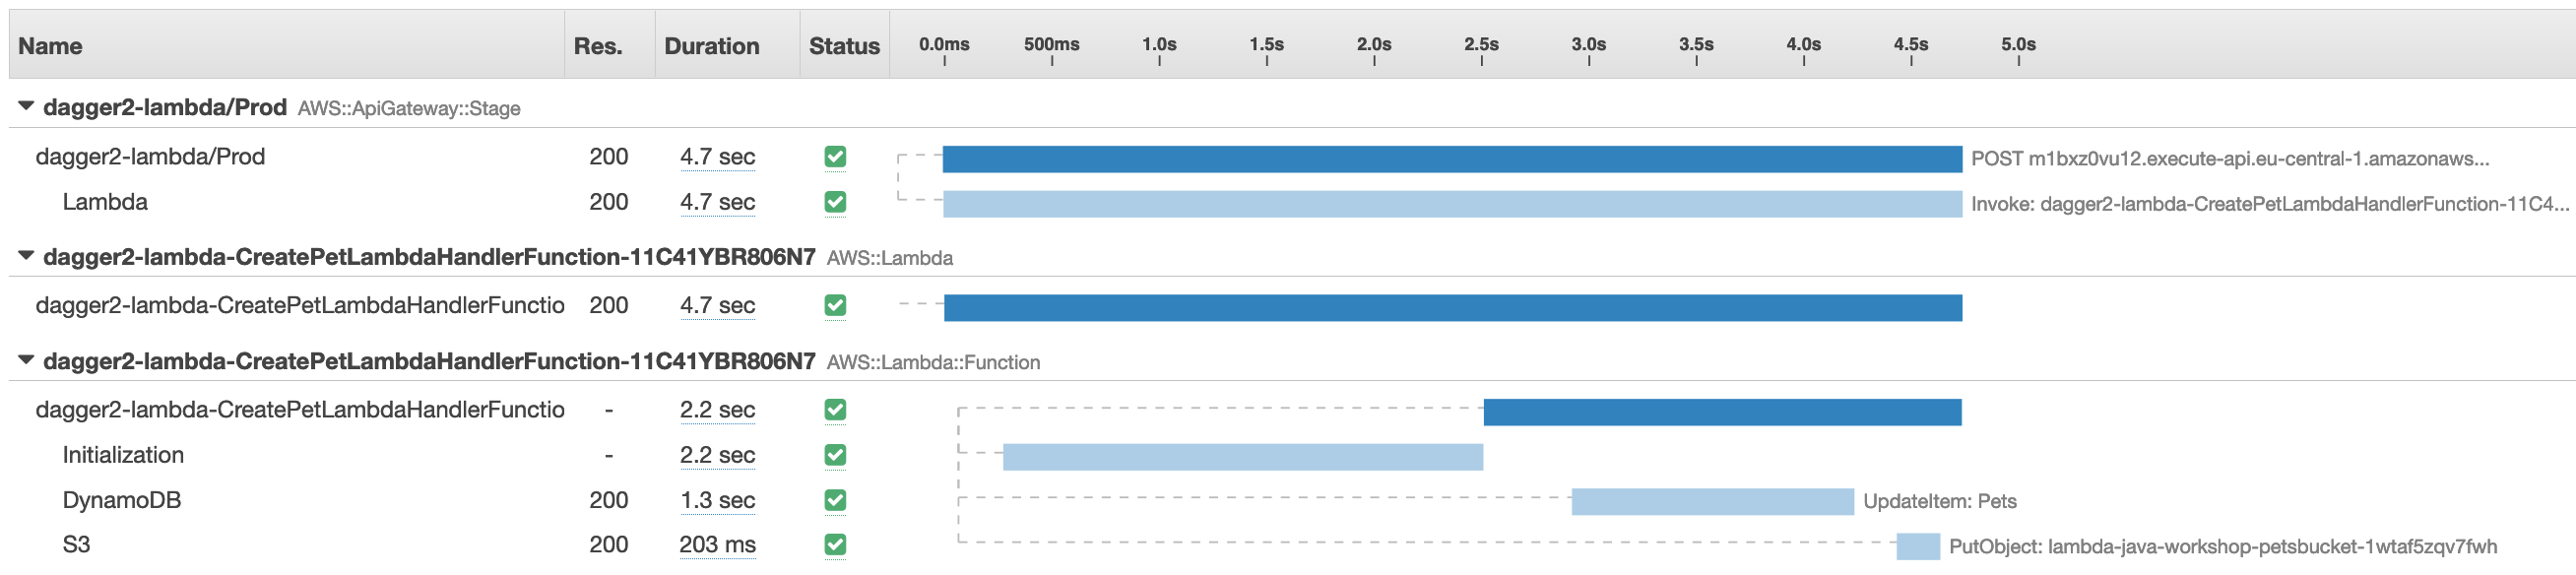 Name Res. Duration Status 0.0ms 500ms 1.0s 1.5s 2.0s 2.5s 3.0s 3.5s 4.0s 4.5s 5.0s
dagger2-lambda/Prod AWS::ApiGateway::Stage
dagger2-lambda/Prod 200 4.7 sec POST m1bxz0vu12.execute-api.eu-central-1.amazonaws...
Lambda 200 4.7 sec Invoke: dagger2-lambda-CreatePetLambdaHandlerFunction-11C4...
dagger2-lambda-CreatePetLambdaHandlerFunction-11C41YBR806N7 AWS::Lambda
dagger2-lambda-CreatePetLambdaHandlerFunctio 200 4.7 sec
dagger2-lambda-CreatePetLambdaHandlerFunction-11C41YBR806N7 AWS::Lambda::Function
dagger2-lambda-CreatePetLambdaHandlerFunctio - 2.2 sec
Initialization - 2.2 sec
DynamoDB 200 1.3 sec UpdateItem: Pets
S3 200 203 ms PutObject: lambda-java-workshop-petsbucket-1wtaf5zqv7fwh